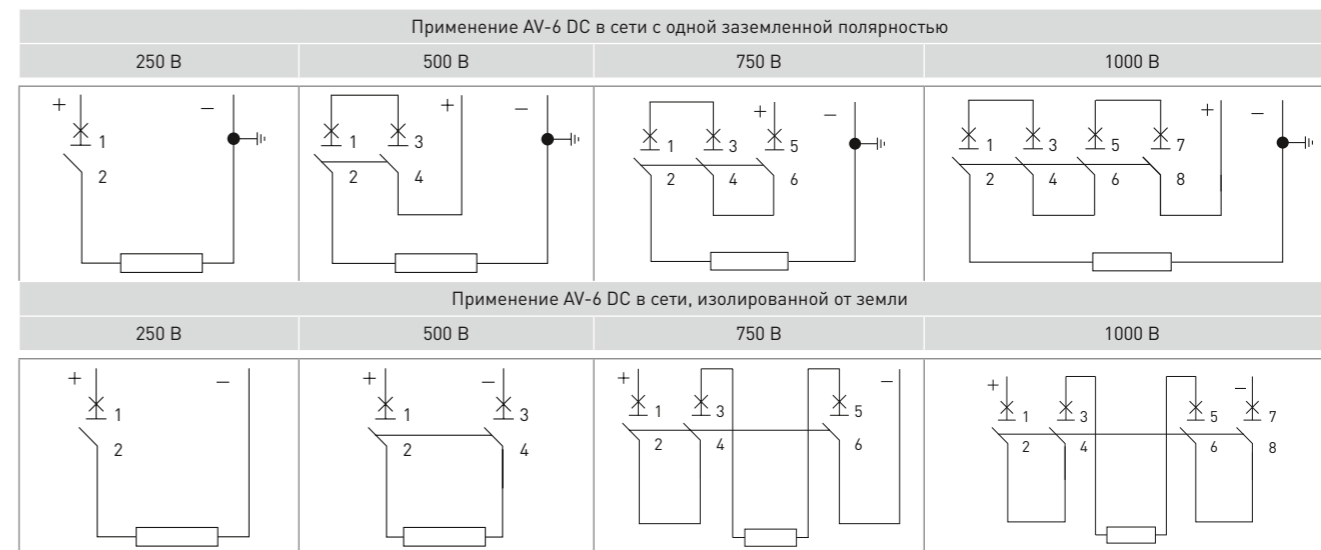 Применение AV-6 DC в сети с одной заземленной полярностью
250 В 500 В 750 В 1000 В
+ − 1 2
1 3 + − 2 4
1 3 + 5 − 2 4 6
1 3 5 7 + − 2 4 6 8
Применение AV-6 DC в сети, изолированной от земли
250 В 500 В 750 В 1000 В
+ − 1 2
+ 1 − 3 2 4
+ 1 3 5 − 2 4 6
+ 1 3 5 − 7 2 4 6 8